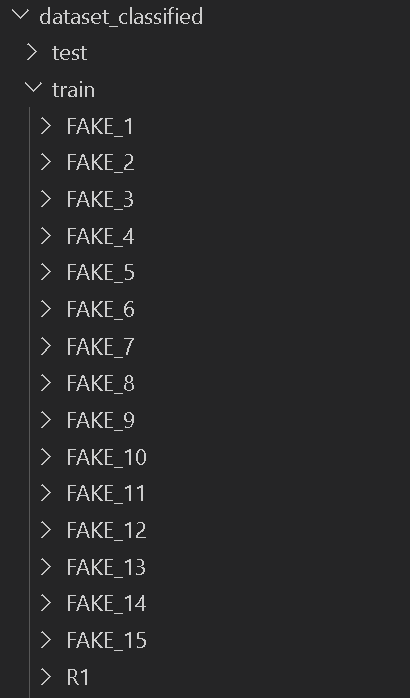 dataset_classified
test
train
FAKE_1
FAKE_2
FAKE_3
FAKE_4
FAKE_5
FAKE_6
FAKE_7
FAKE_8
FAKE_9
FAKE_10
FAKE_11
FAKE_12
FAKE_13
FAKE_14
FAKE_15
R1